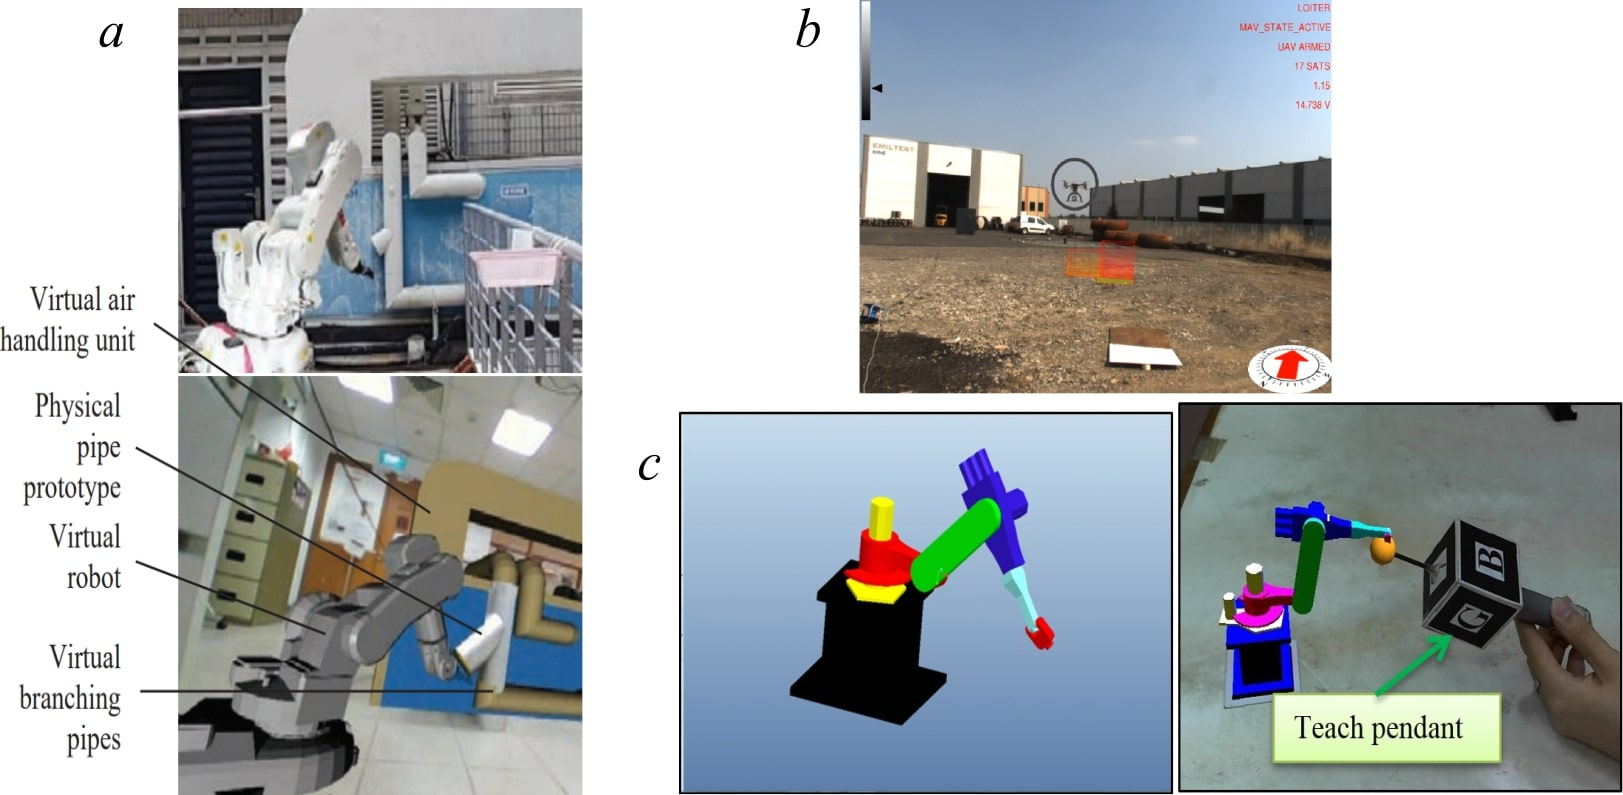 a
Virtual air
handling unit
Physical
pipe
prototype
Virtual
robot
Virtual
branching
pipes
b
LOITER
MAV_STATE_ACTIVE
UAV ARMED
17 SATS
1.15
14.738 V
EMILTEST
N
c
B
G
Teach pendant